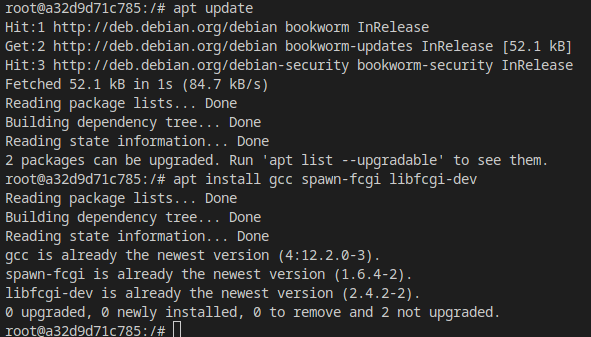 root@a32d9d71c785:/# apt update
Hit:1 http://deb.debian.org/debian bookworm InRelease
Get:2 http://deb.debian.org/debian bookworm-updates InRelease [52.1 kB]
Hit:3 http://deb.debian.org/debian-security bookworm-security InRelease
Fetched 52.1 kB in 1s (84.7 kB/s)
Reading package lists... Done
Building dependency tree... Done
Reading state information... Done
2 packages can be upgraded. Run 'apt list --upgradable' to see them.
root@a32d9d71c785:/# apt install gcc spawn-fcgi libfcgi-dev
Reading package lists... Done
Building dependency tree... Done
Reading state information... Done
gcc is already the newest version (4:12.2.0-3).
spawn-fcgi is already the newest version (1.6.4-2).
libfcgi-dev is already the newest version (2.4.2-2).
0 upgraded, 0 newly installed, 0 to remove and 2 not upgraded.
root@a32d9d71c785:/#